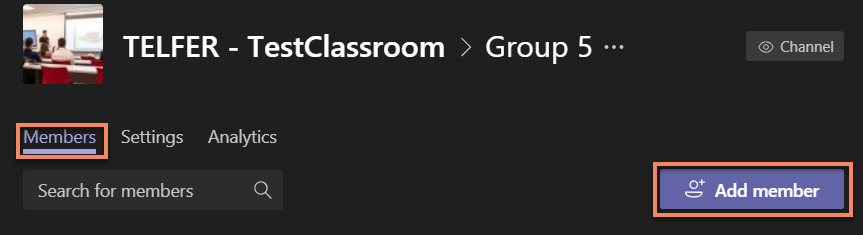 TELFER - TestClassroom > Group 5 ···
Channel
Members Settings Analytics
Search for members
Add member